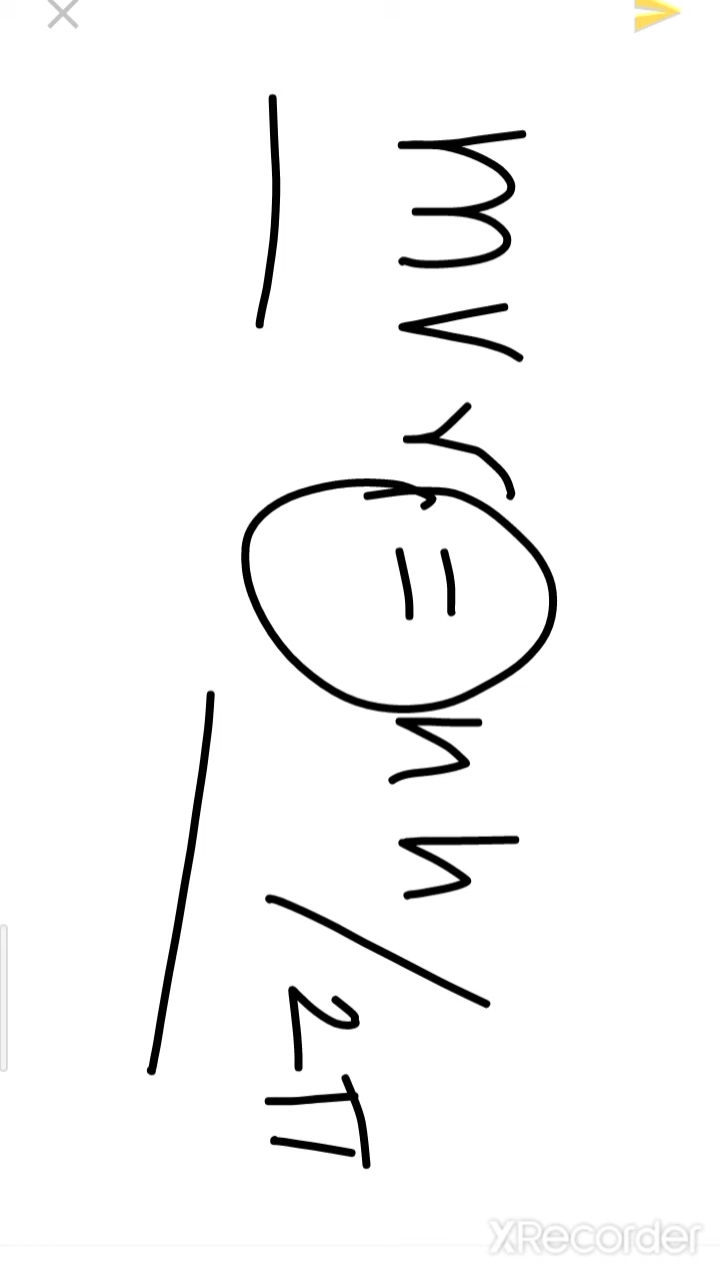 mvr = nh/2π
XRecorder